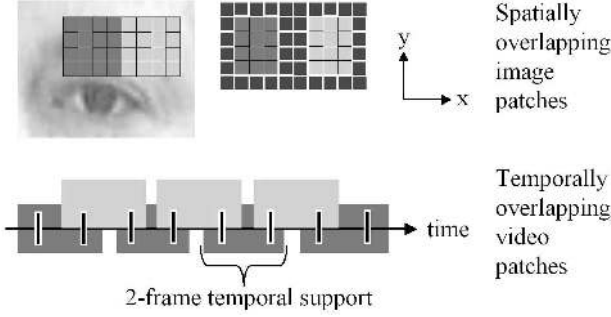 Spatially
overlapping
image
patches
y
x
Temporally
overlapping
video
patches
time
2-frame temporal support